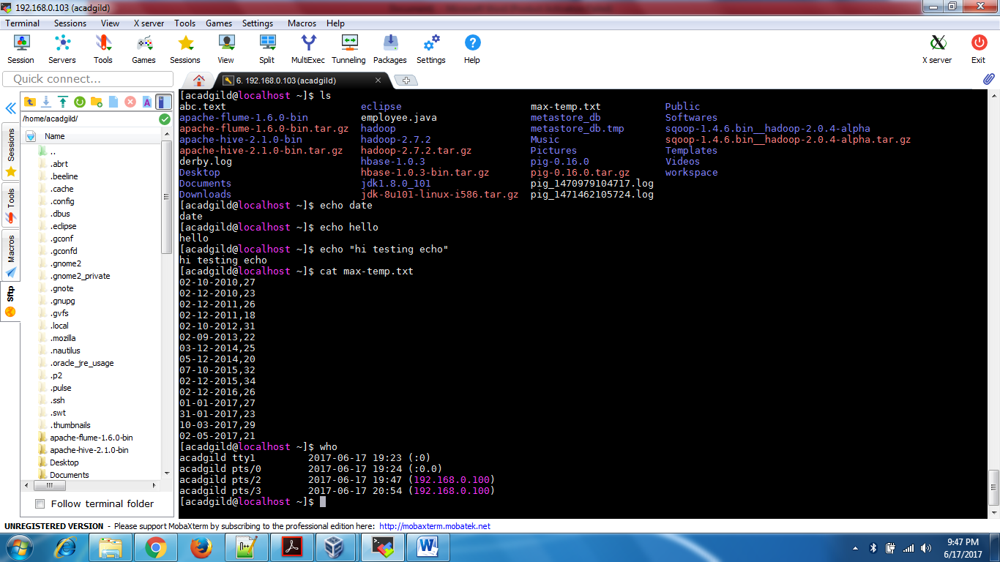 192.168.0.103 (acadgild)
Terminal Sessions View X server Tools Games Settings Macros Help
Session Servers Tools Games Sessions View Split MultiExec Tunneling Packages Settings Help X server Exit
Quick connect...
6. 192.168.0.103 (acadgild)
/home/acadgild/
Name
..
.abrt
.beeline
.cache
.config
.dbus
.eclipse
.gconf
.gconfd
.gnome2
.gnome2_private
.gnote
.gnupg
.gvfs
.local
.mozilla
.nautilus
.oracle_jre_usage
.p2
.pulse
.ssh
.swt
.thumbnails
apache-flume-1.6.0-bin
apache-hive-2.1.0-bin
Desktop
Documents
Follow terminal folder
Sessions
Tools
Macros
Sftp
[acadgild@localhost ~]$ ls
abc.text eclipse max-temp.txt Public
apache-flume-1.6.0-bin employee.java metastore_db Softwares
apache-flume-1.6.0-bin.tar.gz hadoop metastore_db.tmp sqoop-1.4.6.bin__hadoop-2.0.4-alpha
apache-hive-2.1.0-bin hadoop-2.7.2 Music sqoop-1.4.6.bin__hadoop-2.0.4-alpha.tar.gz
apache-hive-2.1.0-bin.tar.gz hadoop-2.7.2.tar.gz Pictures Templates
derby.log hbase-1.0.3 pig-0.16.0 Videos
Desktop hbase-1.0.3-bin.tar.gz pig-0.16.0.tar.gz workspace
Documents jdk1.8.0_101 pig_1470979104717.log
Downloads jdk-8u101-linux-i586.tar.gz pig_1471462105724.log
[acadgild@localhost ~]$ echo date
date
[acadgild@localhost ~]$ echo hello
hello
[acadgild@localhost ~]$ echo "hi testing echo"
hi testing echo
[acadgild@localhost ~]$ cat max-temp.txt
02-10-2010,27
02-12-2010,23
02-12-2011,26
02-12-2011,18
02-10-2012,31
02-09-2013,22
03-12-2014,25
05-12-2014,20
07-10-2015,32
02-12-2015,34
02-12-2016,26
01-01-2017,27
31-01-2017,23
10-03-2017,29
02-05-2017,21
[acadgild@localhost ~]$ who
acadgild tty1 2017-06-17 19:23 (:0)
acadgild pts/0 2017-06-17 19:24 (:0.0)
acadgild pts/2 2017-06-17 19:47 (192.168.0.100)
acadgild pts/3 2017-06-17 20:54 (192.168.0.100)
[acadgild@localhost ~]$
UNREGISTERED VERSION - Please support MobaXterm by subscribing to the professional edition here: http://mobaxterm.mobatek.net
9:47 PM
6/17/2017